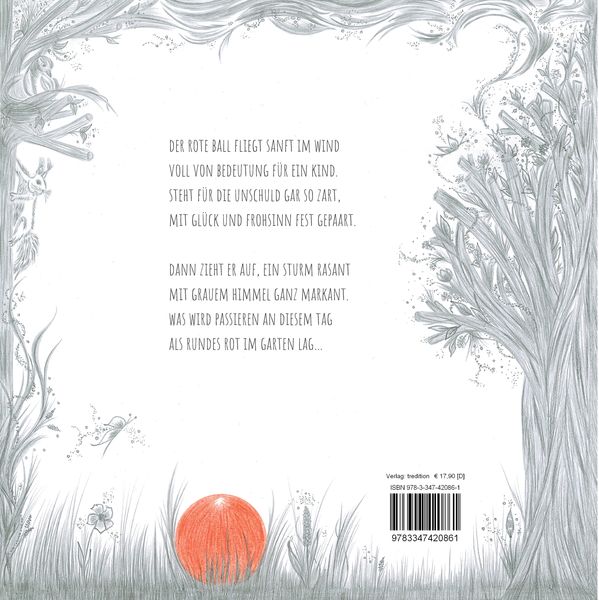 DER ROTE BALL FLIEGT SANFT IM WIND
VOLL VON BEDEUTUNG FÜR EIN KIND.
STEHT FÜR DIE UNSCHULD GAR SO ZART,
MIT GLÜCK UND FROHSINN FEST GEPAART.
DANN ZIEHT ER AUF, EIN STURM RASANT
MIT GRAUEM HIMMEL GANZ MARKANT.
WAS WIRD PASSIEREN AN DIESEM TAG
ALS RUNDES ROT IM GARTEN LAG...
Verlag: tredition € 17,90 [D]
ISBN 978-3-347-42086-1
9783347420861